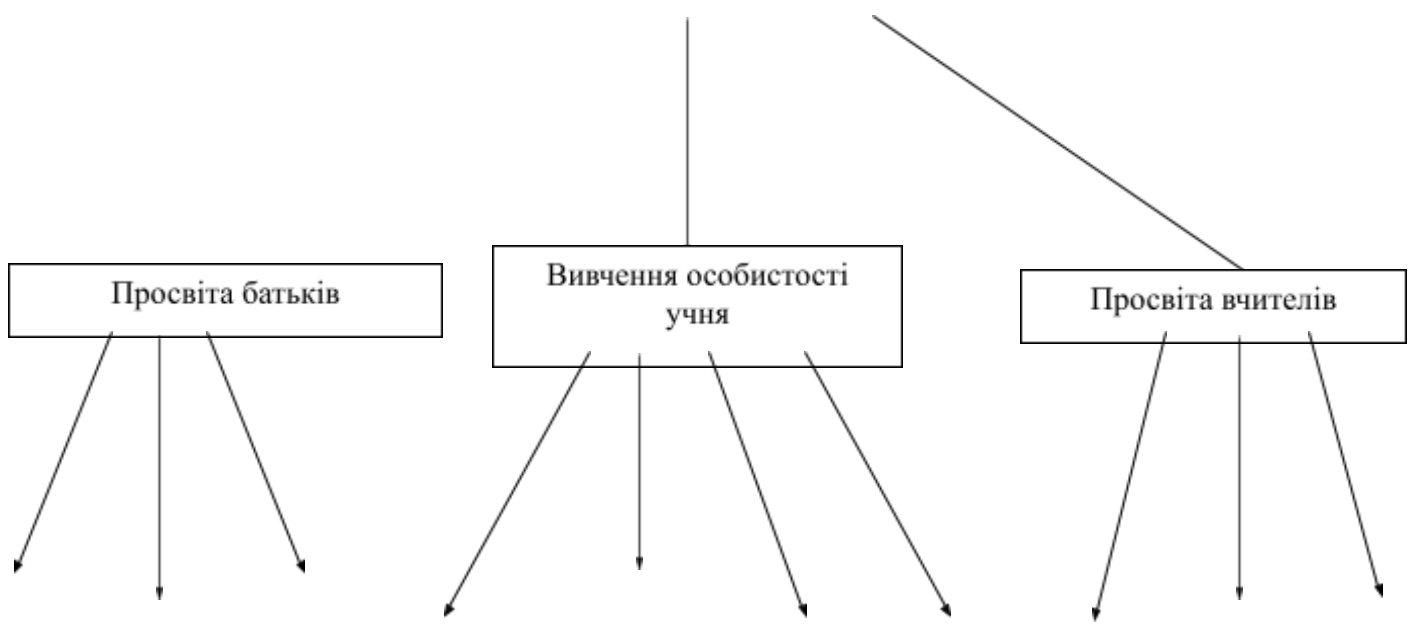 Просвіта батьків
Вивчення особистості
учня
Просвіта вчителів